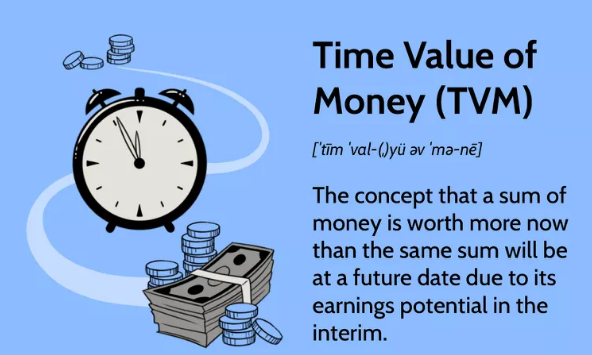 Time Value of
Money (TVM)
[ˈtīm ˈval-(ˌ)yü əv ˈmə-nē]
The concept that a sum of
money is worth more now
than the same sum will be
at a future date due to its
earnings potential in the
interim.